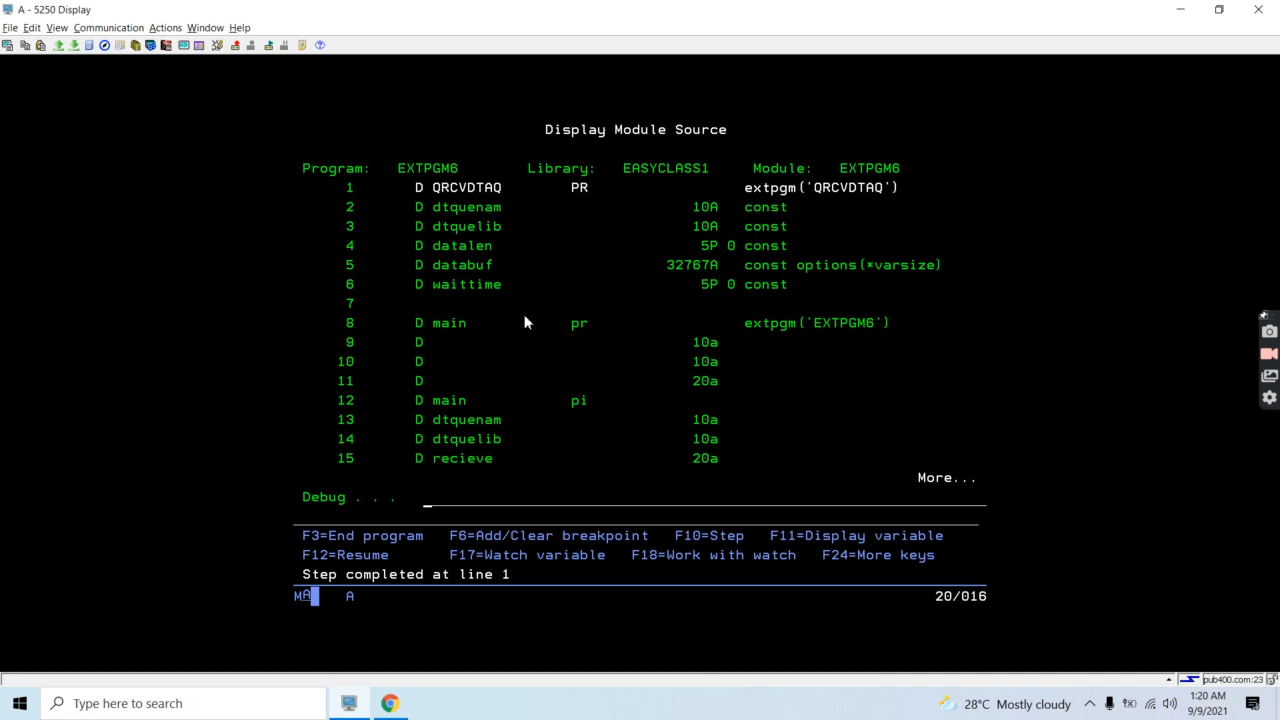 A - 5250 Display
File Edit View Communication Actions Window Help
Display Module Source
Program: EXTPGM6 Library: EASYCLASS1 Module: EXTPGM6
1 D QRCVDTAQ PR extpgm('QRCVDTAQ')
2 D dtquenam 10A const
3 D dtquelib 10A const
4 D datalen 5P 0 const
5 D databuf 32767A const options(*varsize)
6 D waittime 5P 0 const
7
8 D main pr extpgm('EXTPGM6')
9 D 10a
10 D 10a
11 D 20a
12 D main pi
13 D dtquenam 10a
14 D dtquelib 10a
15 D recieve 20a
More...
Debug . . .
F3=End program F6=Add/Clear breakpoint F10=Step F11=Display variable
F12=Resume F17=Watch variable F18=Work with watch F24=More keys
Step completed at line 1
MA A 20/016
pub400.com:23
Type here to search 28°C Mostly cloudy 1:20 AM
9/9/2021